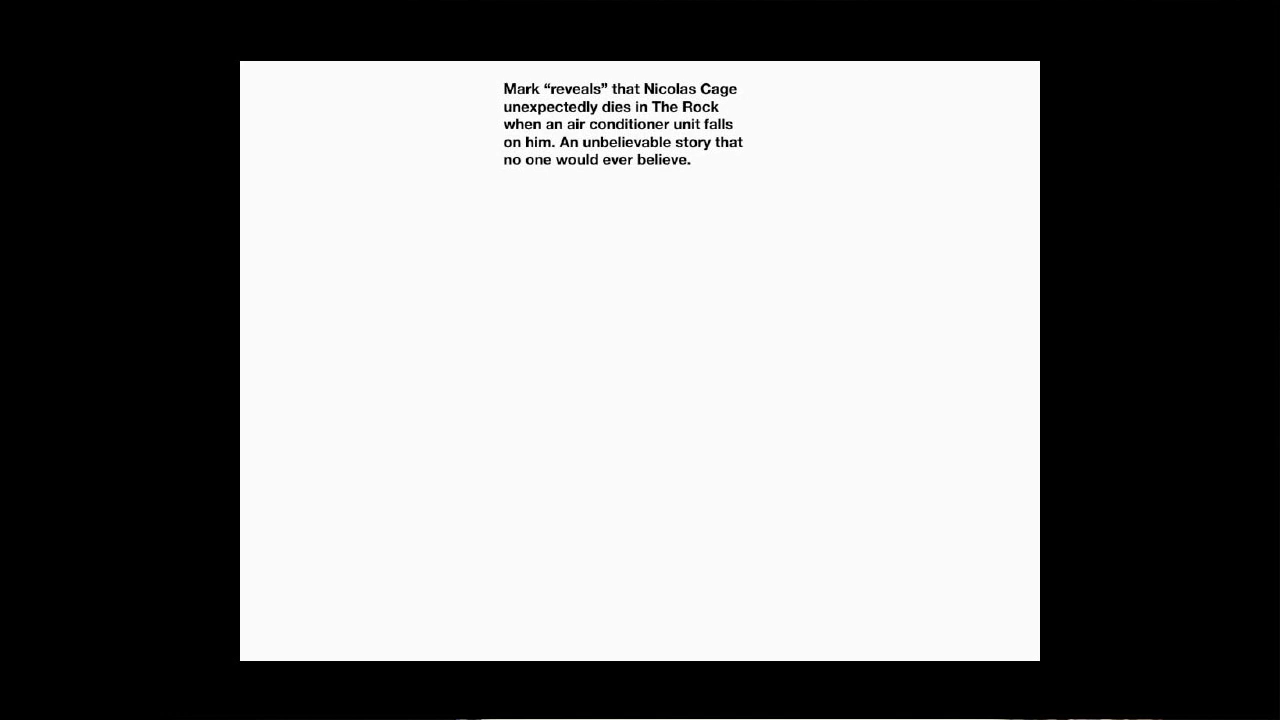 Mark “reveals” that Nicolas Cage
unexpectedly dies in The Rock
when an air conditioner unit falls
on him. An unbelievable story that
no one would ever believe.